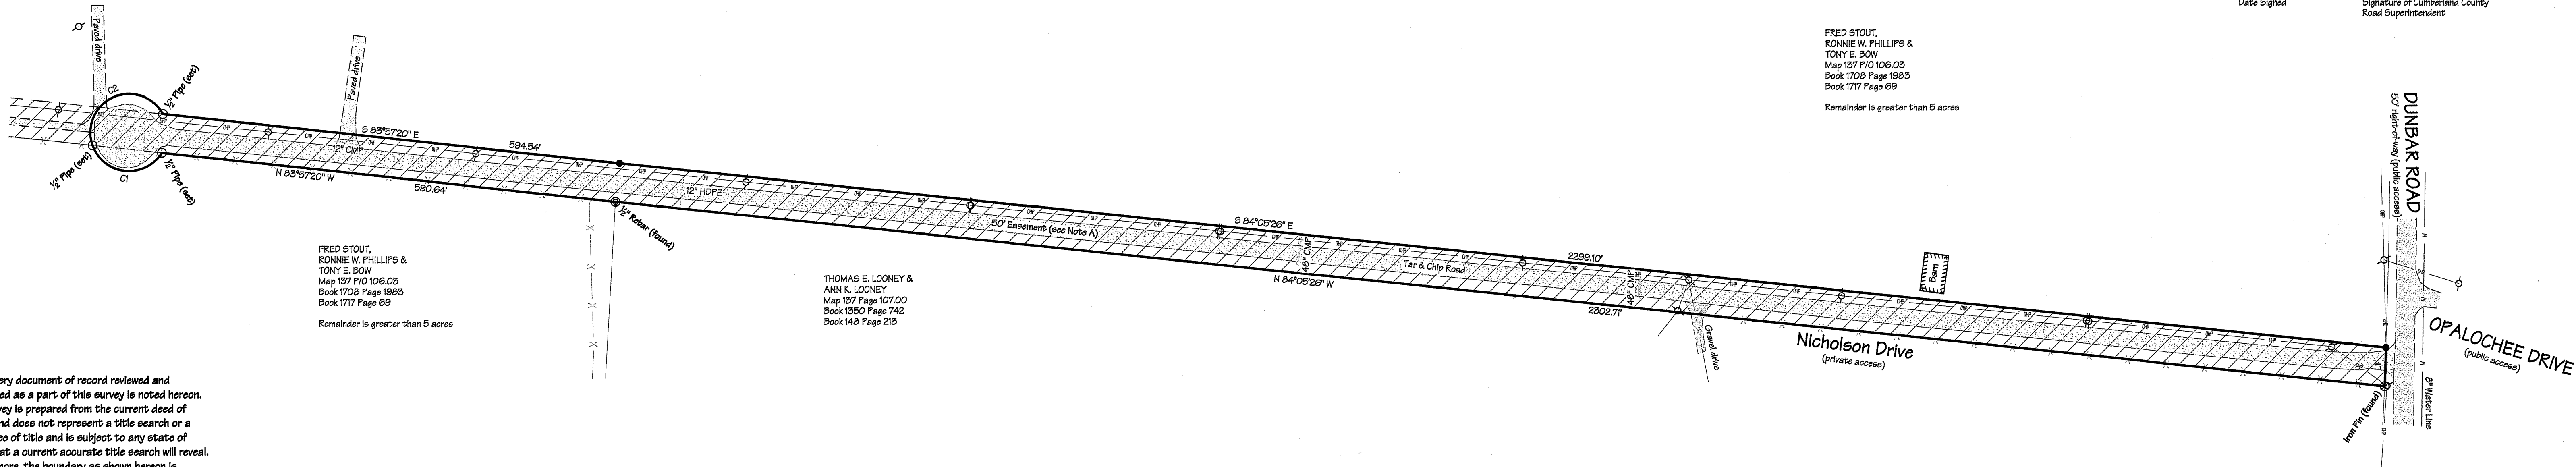 Date Signed
Signature of Cumberland County
Road Superintendent
FRED STOUT,
RONNIE W. PHILLIPS &
TONY E. BOW
Map 137 P/O 106.03
Book 1708 Page 1983
Book 1717 Page 69
Remainder is greater than 5 acres
Paved drive
C2
½" Pipe (set)
Paved drive
S 83°57'20" E
594.54'
12" CMP
½" Pipe (set)
C1
½" Pipe (set)
N 83°57'20" W
590.64'
12" HDPE
½" Rebar (found)
50' Easement (see Note A)
S 84°05'26" E
48" CMP
Tar & Chip Road
N 84°05'26" W
2299.10'
48" CMP
2302.71'
Gravel drive
Barn
Nicholson Drive
(private access)
DUNBAR ROAD
50' right-of-way (public access)
OPALOCHEE DRIVE
(public access)
L1
8" Water Line
Iron Pin (found)
FRED STOUT,
RONNIE W. PHILLIPS &
TONY E. BOW
Map 137 P/O 106.03
Book 1708 Page 1983
Book 1717 Page 69
Remainder is greater than 5 acres
THOMAS E. LOONEY &
ANN K. LOONEY
Map 137 Page 107.00
Book 1350 Page 742
Book 148 Page 213
ery document of record reviewed and
ed as a part of this survey is noted hereon.
vey is prepared from the current deed of
nd does not represent a title search or a
ee of title and is subject to any state of
at a current accurate title search will reveal.
more, the boundary as shown hereon is